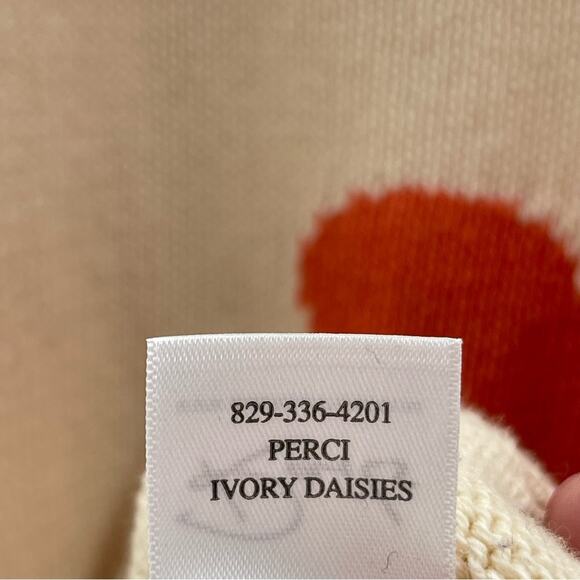 829-336-4201
PERCI
IVORY DAISIES